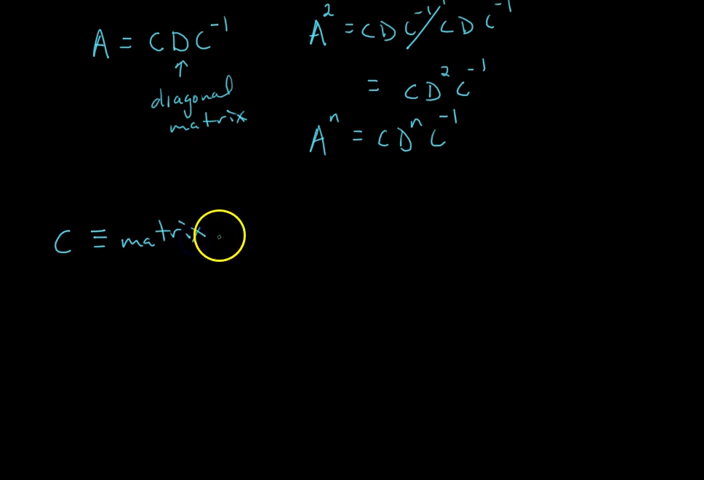 A = CDC⁻¹
↑
diagonal
matrix
A² = CDC⁻¹CDC⁻¹
= CD²C⁻¹
Aⁿ = CDⁿC⁻¹
C ≡ matrix